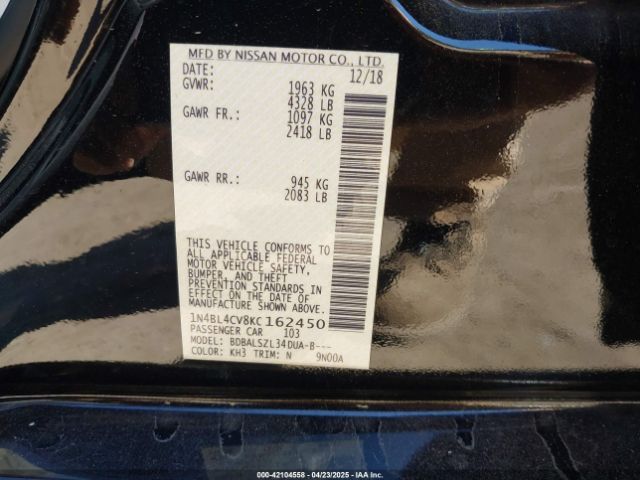 MFD BY NISSAN MOTOR CO., LTD.
DATE: 12/18
GVWR: 1963 KG
4328 LB
GAWR FR.: 1097 KG
2418 LB
GAWR RR.: 945 KG
2083 LB
THIS VEHICLE CONFORMS TO
ALL APPLICABLE FEDERAL
MOTOR VEHICLE SAFETY,
BUMPER, AND THEFT
PREVENTION STANDARDS IN
EFFECT ON THE DATE OF
MANUFACTURE SHOWN ABOVE.
1N4BL4CV8KC162450
PASSENGER CAR 103
MODEL: BDBALSZL34DUA-B---
COLOR: KH3 TRIM: N 9N00A
000-42104558 - 04/23/2025 - IAA Inc.